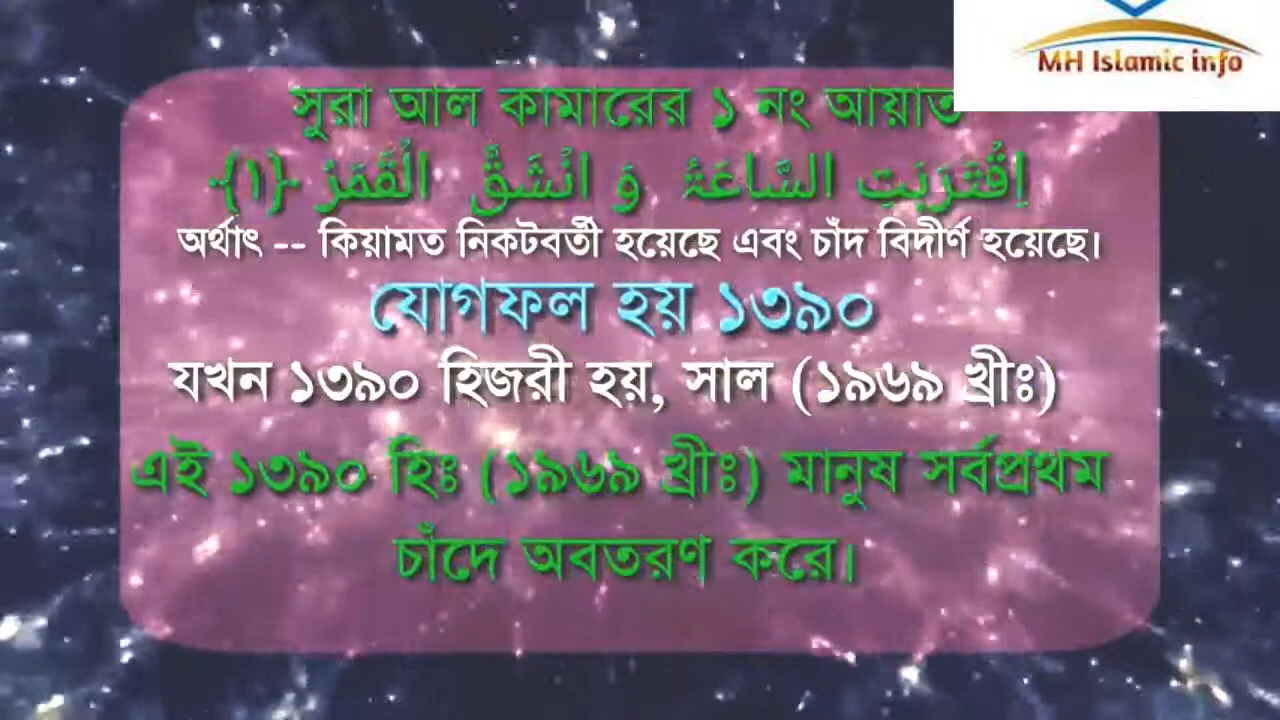 MH Islamic info
সুরা আল কামারের ১ নং আয়াত
اِقْتَرَبَتِ السَّاعَۃُ وَ انْشَقَّ الْقَمَرُ ﴿۱﴾
অর্থাৎ -- কিয়ামত নিকটবর্তী হয়েছে এবং চাঁদ বিদীর্ণ হয়েছে।
যোগফল হয় ১৩৯০
যখন ১৩৯০ হিজরী হয়, সাল (১৯৬৯ খ্রীঃ)
এই ১৩৯০ হিঃ (১৯৬৯ খ্রীঃ) মানুষ সর্বপ্রথম
চাঁদে অবতরণ করে।